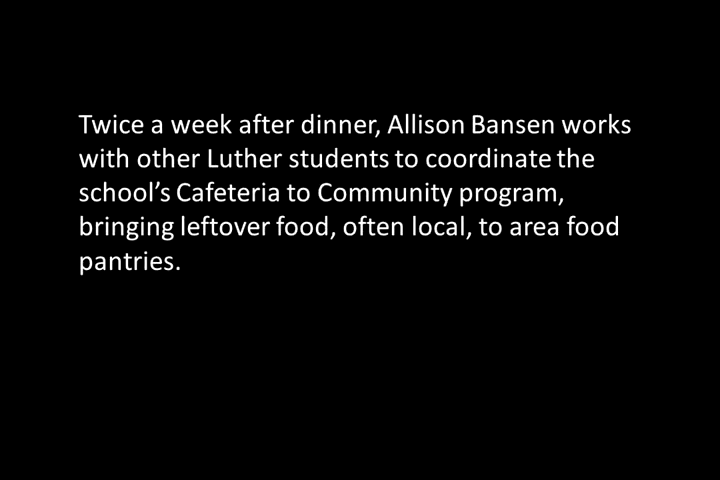 Twice a week after dinner, Allison Bansen works
with other Luther students to coordinate the
school’s Cafeteria to Community program,
bringing leftover food, often local, to area food
pantries.